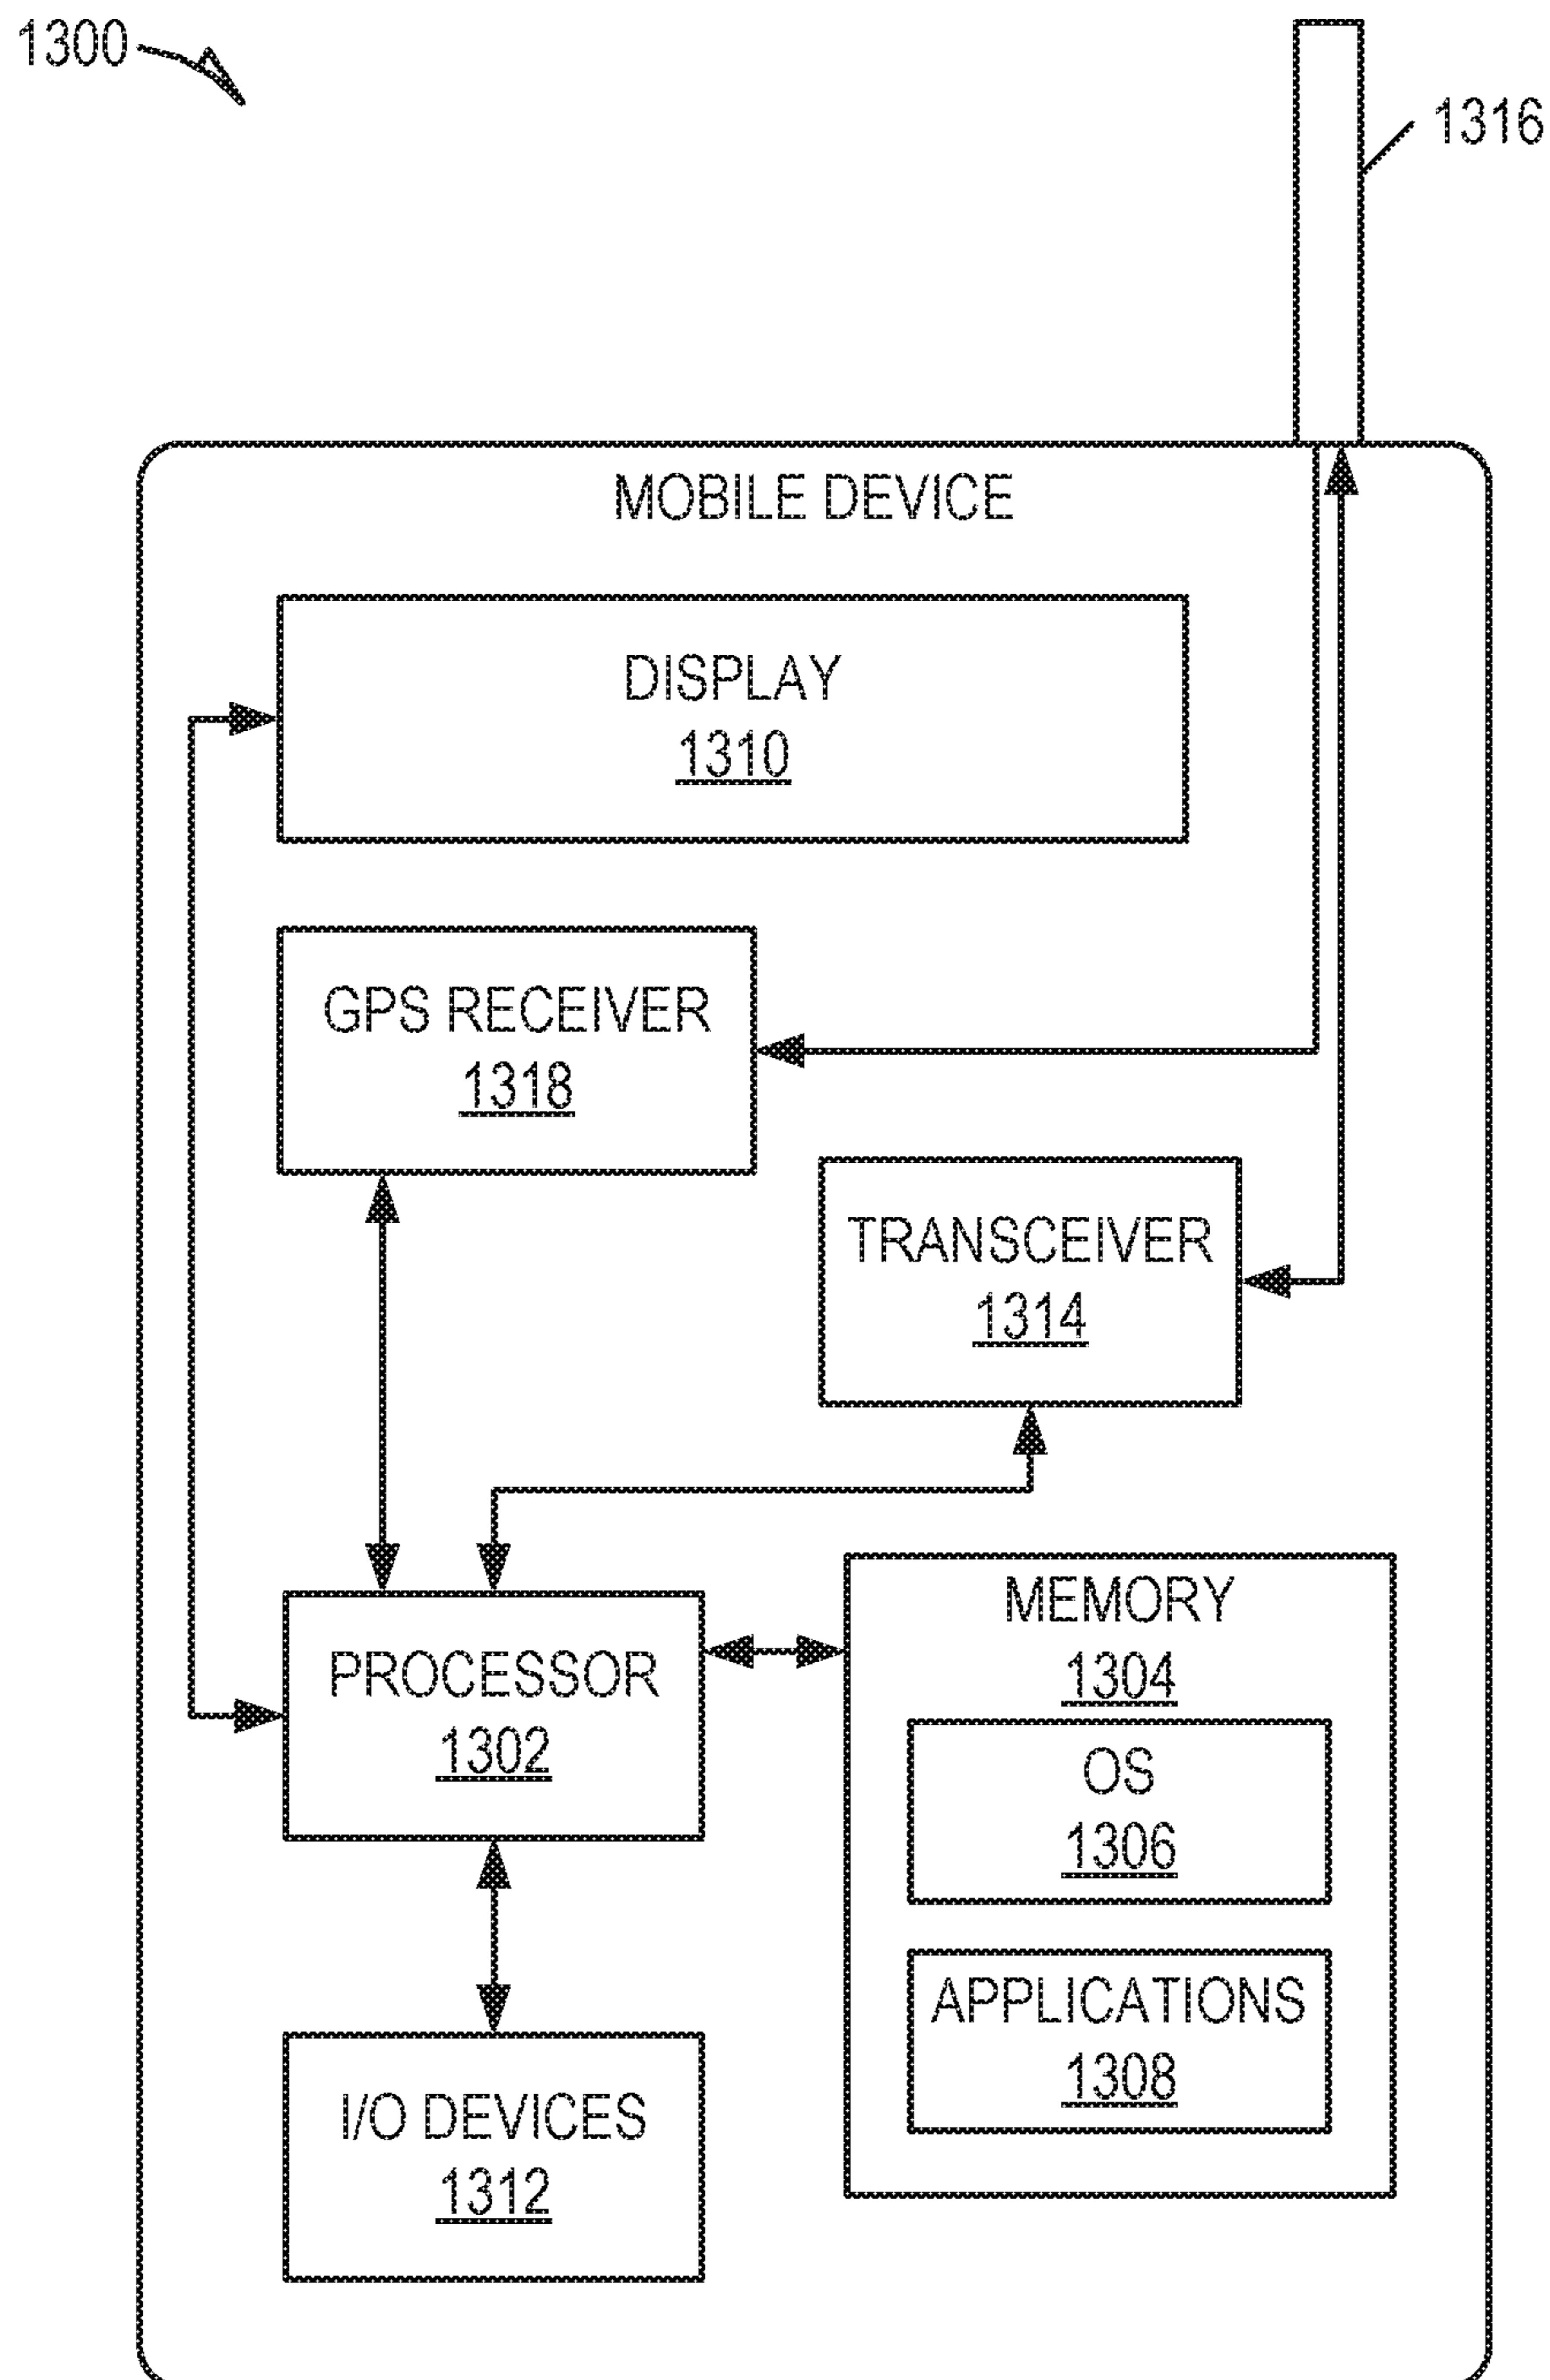 1300
1316
MOBILE DEVICE
DISPLAY
1310
GPS RECEIVER
1318
TRANSCEIVER
1314
PROCESSOR
1302
MEMORY
1304
OS
1306
APPLICATIONS
1308
I/O DEVICES
1312